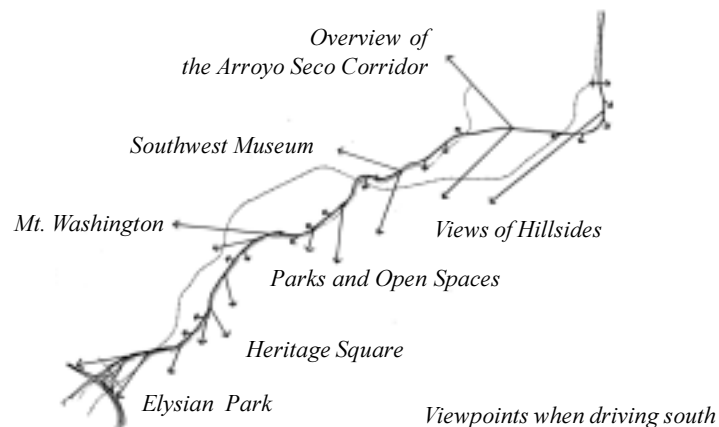 Overview of
the Arroyo Seco Corridor
Southwest Museum
Mt. Washington
Views of Hillsides
Parks and Open Spaces
Heritage Square
Elysian Park
Viewpoints when driving south